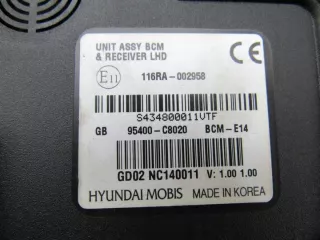 UNIT ASSY BCM
& RECEIVER LHD
CE
E11
116RA-002958
S434800011VTF
GB 95400-C8020 BCM-E14
GD02 NC140011 V: 1.00 1.00
HYUNDAI MOBIS MADE IN KOREA